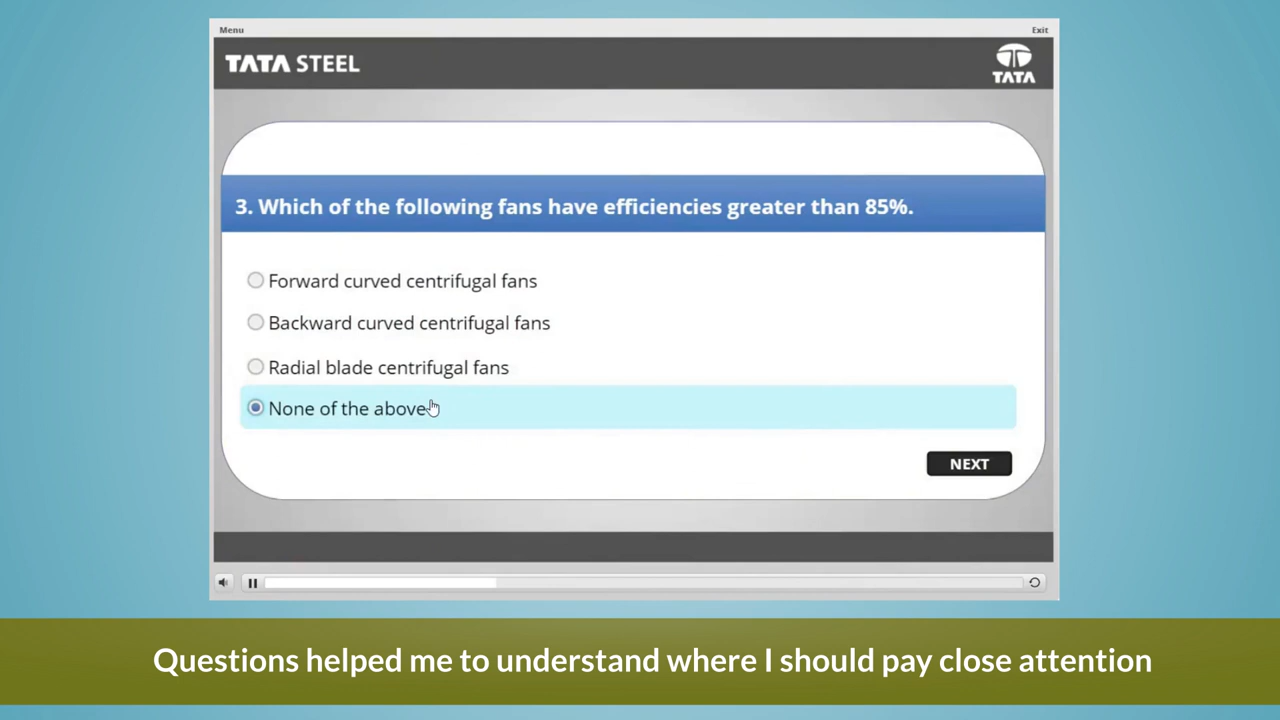 Menu
Exit
TATA STEEL
TATA
3. Which of the following fans have efficiencies greater than 85%.
Forward curved centrifugal fans
Backward curved centrifugal fans
Radial blade centrifugal fans
None of the above
NEXT
Questions helped me to understand where I should pay close attention